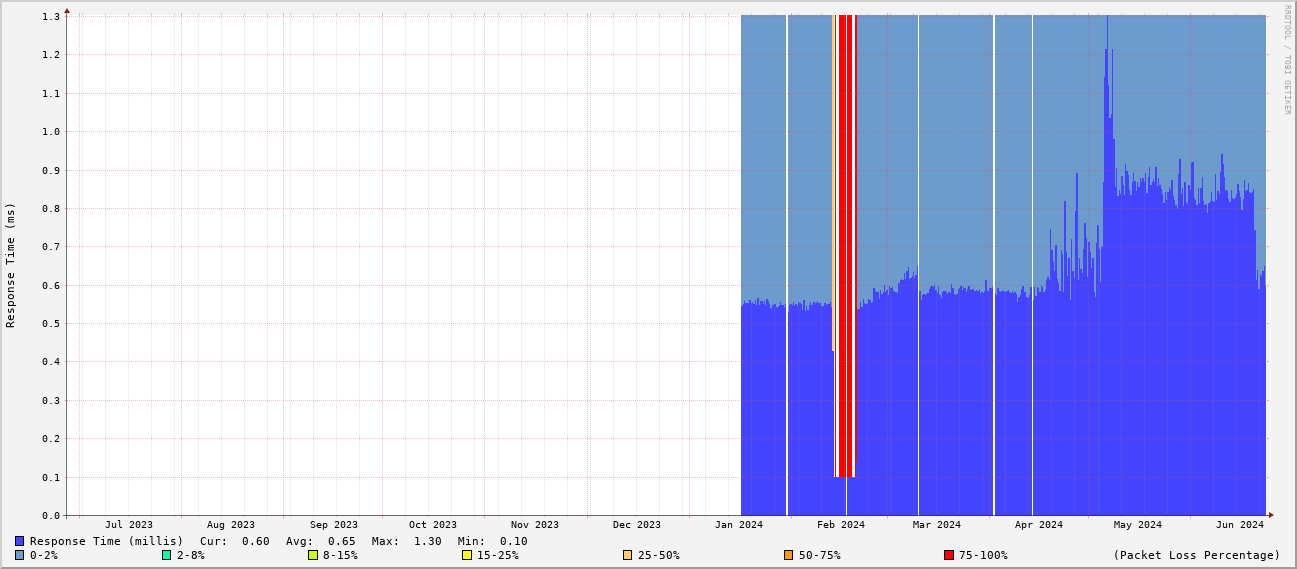 RRDTOOL / TOBI OETIKER
Response Time (ms)
1.3
1.2
1.1
1.0
0.9
0.8
0.7
0.6
0.5
0.4
0.3
0.2
0.1
0.0
Jul 2023 Aug 2023 Sep 2023 Oct 2023 Nov 2023 Dec 2023 Jan 2024 Feb 2024 Mar 2024 Apr 2024 May 2024 Jun 2024
Response Time (millis) Cur: 0.60 Avg: 0.65 Max: 1.30 Min: 0.10
0-2% 2-8% 8-15% 15-25% 25-50% 50-75% 75-100% (Packet Loss Percentage)